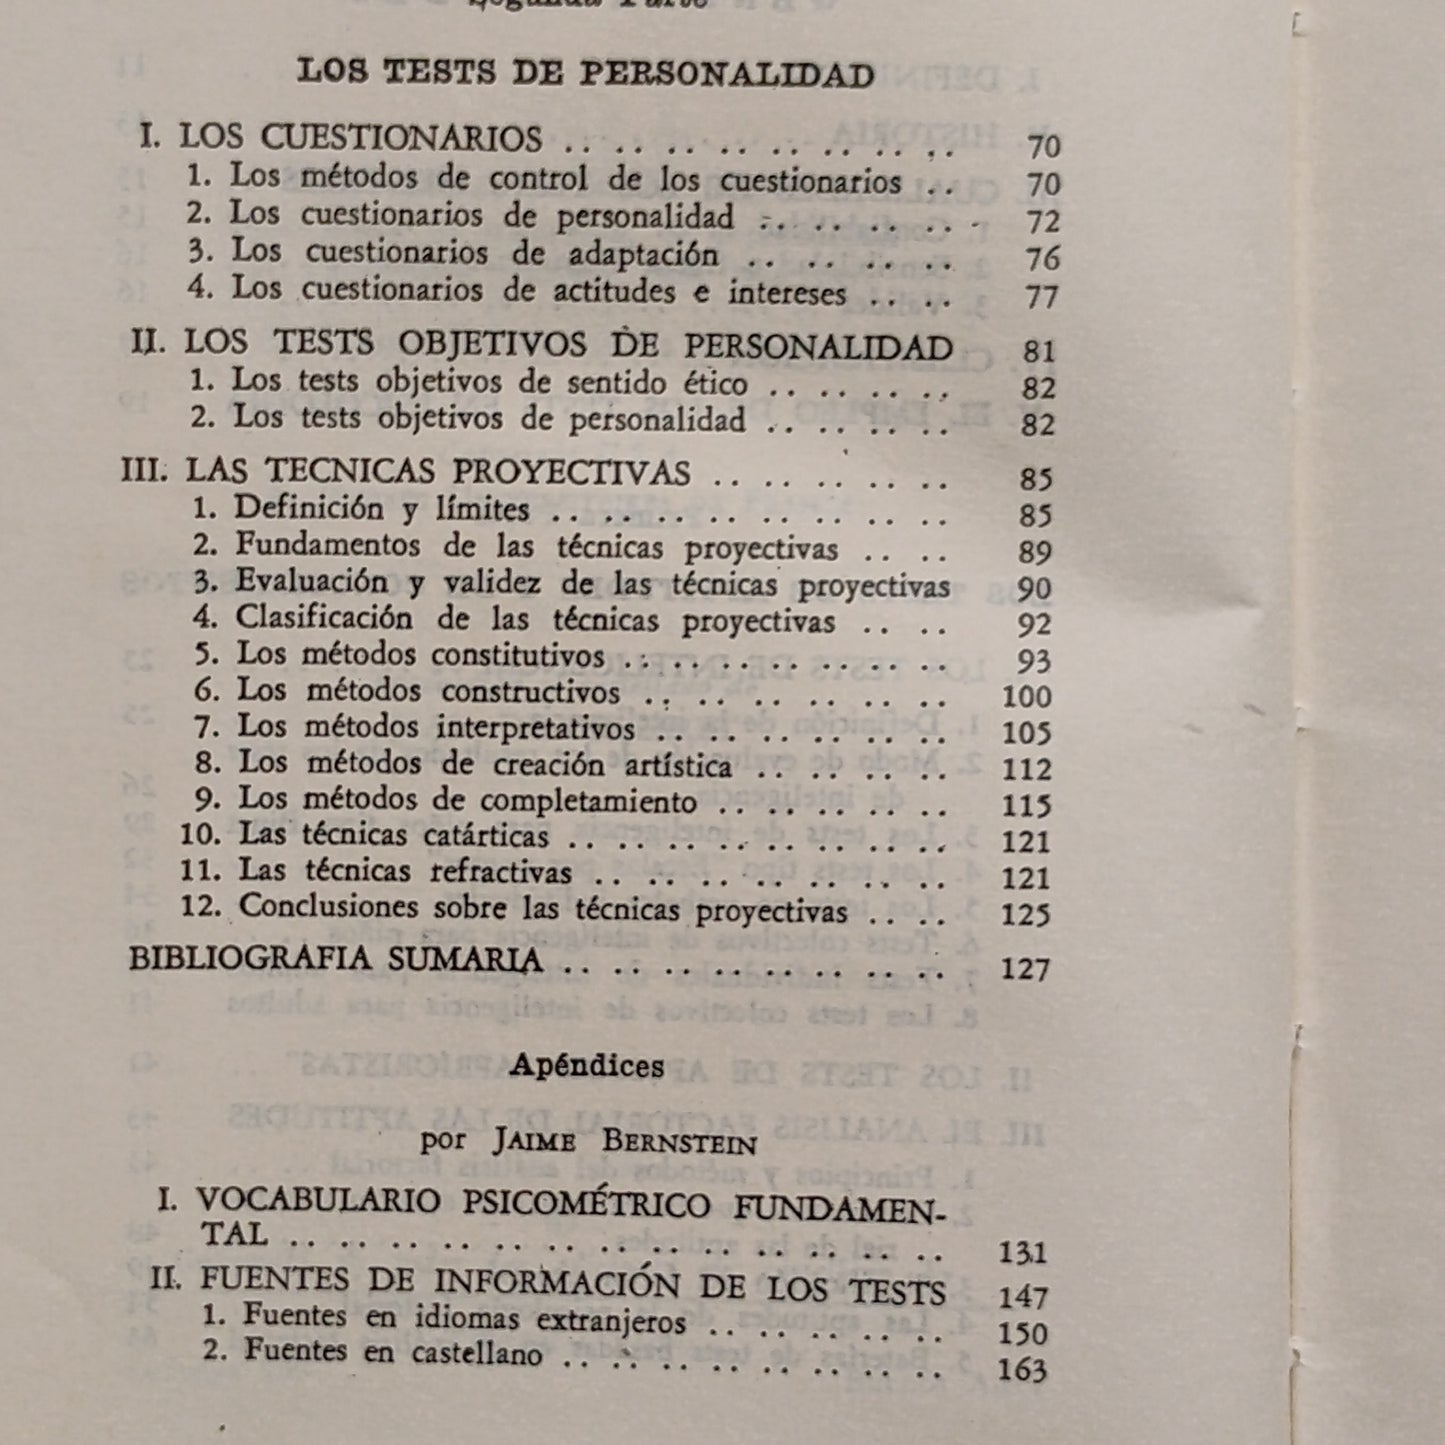 Segunda Parte
LOS TESTS DE PERSONALIDAD
I. LOS CUESTIONARIOS .. .. .. .. .. .. .. .. 70
1. Los métodos de control de los cuestionarios .. 70
2. Los cuestionarios de personalidad .. .. .. .. 72
3. Los cuestionarios de adaptación .. .. .. .. 76
4. Los cuestionarios de actitudes e intereses .. .. 77
II. LOS TESTS OBJETIVOS DE PERSONALIDAD 81
1. Los tests objetivos de sentido ético .. .. .. .. 82
2. Los tests objetivos de personalidad .. .. .. .. 82
III. LAS TECNICAS PROYECTIVAS .. .. .. .. .. 85
1. Definición y límites .. .. .. .. .. .. .. .. 85
2. Fundamentos de las técnicas proyectivas .. .. 89
3. Evaluación y validez de las técnicas proyectivas 90
4. Clasificación de las técnicas proyectivas .. .. 92
5. Los métodos constitutivos .. .. .. .. .. .. .. 93
6. Los métodos constructivos .. .. .. .. .. .. 100
7. Los métodos interpretativos .. .. .. .. .. .. 105
8. Los métodos de creación artística .. .. .. .. 112
9. Los métodos de completamiento .. .. .. .. .. 115
10. Las técnicas catárticas .. .. .. .. .. .. .. .. 121
11. Las técnicas refractivas .. .. .. .. .. .. .. 121
12. Conclusiones sobre las técnicas proyectivas .. .. 125
BIBLIOGRAFIA SUMARIA .. .. .. .. .. .. .. .. 127
Apéndices
por JAIME BERNSTEIN
I. VOCABULARIO PSICOMÉTRICO FUNDAMEN-
TAL .. .. .. .. .. .. .. .. .. .. .. .. .. 131
II. FUENTES DE INFORMACIÓN DE LOS TESTS 147
1. Fuentes en idiomas extranjeros .. .. .. .. .. 150
2. Fuentes en castellano .. .. .. .. .. .. .. .. 163